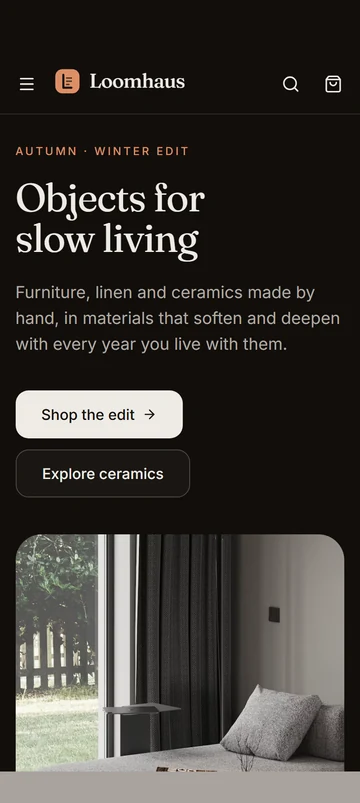 Loomhaus
AUTUMN · WINTER EDIT
Objects for
slow living
Furniture, linen and ceramics made by
hand, in materials that soften and deepen
with every year you live with them.
Shop the edit →
Explore ceramics